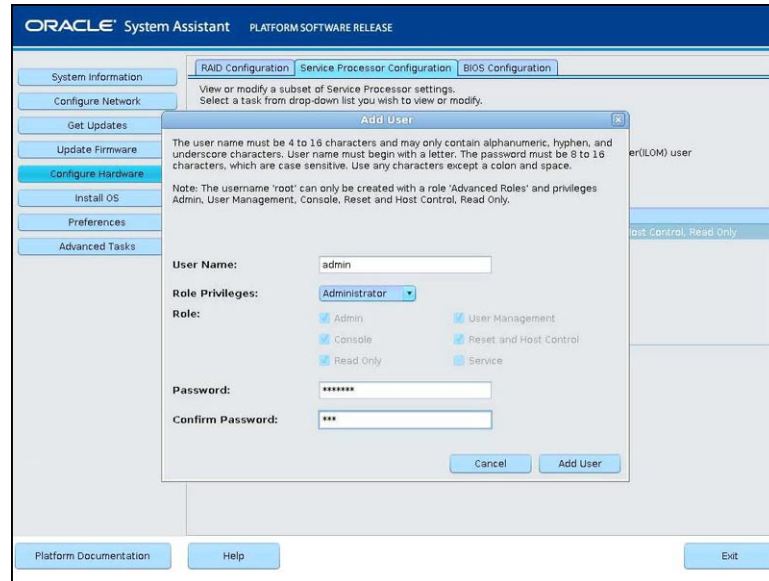 ORACLE System Assistant PLATFORM SOFTWARE RELEASE
System Information
Configure Network
Get Updates
Update Firmware
Configure Hardware
Install OS
Preferences
Advanced Tasks
RAID Configuration Service Processor Configuration BIOS Configuration
View or modify a subset of Service Processor settings.
Select a task from drop-down list you wish to view or modify.
er(ILOM) user
Host Control, Read Only
Add User
The user name must be 4 to 16 characters and may only contain alphanumeric, hyphen, and
underscore characters. User name must begin with a letter. The password must be 8 to 16
characters, which are case sensitive. Use any characters except a colon and space.
Note: The username 'root' can only be created with a role 'Advanced Roles' and privileges
Admin, User Management, Console, Reset and Host Control, Read Only.
User Name: admin
Role Privileges: Administrator
Role: Admin User Management
Console Reset and Host Control
Read Only Service
Password: *******
Confirm Password: ***
Cancel Add User
Platform Documentation Help Exit